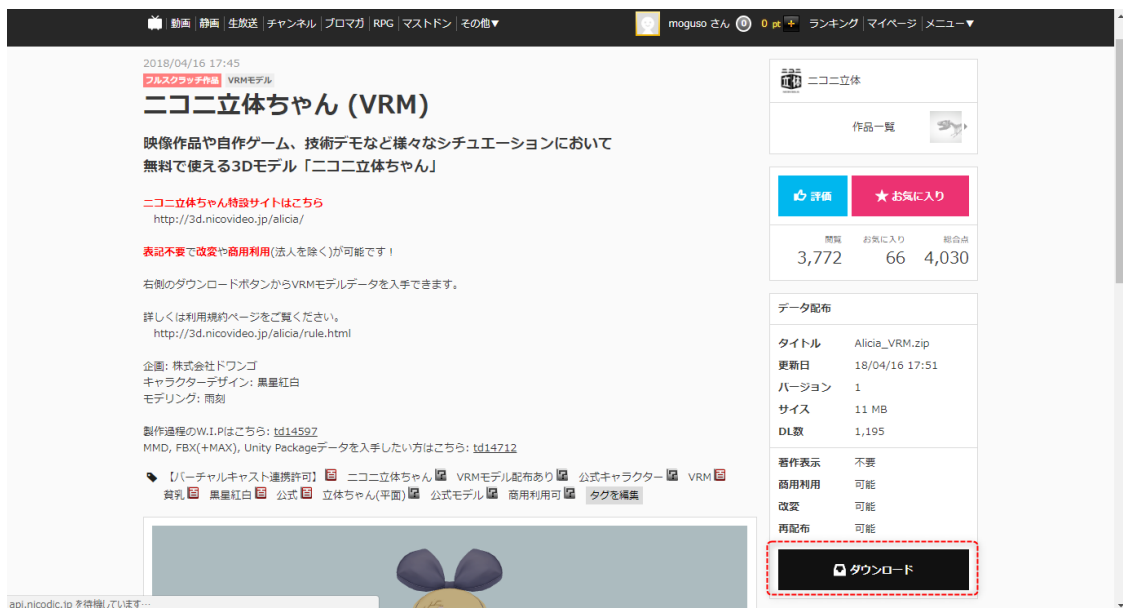 動画 静画 生放送 チャンネル ブロマガ RPG マストドン その他▼
moguso さん 0 0 pt + ランキング マイページ メニュー▼
2018/04/16 17:45
フルスクラッチ作品 VRMモデル
ニコニ立体ちゃん (VRM)
映像作品や自作ゲーム、技術デモなど様々なシチュエーションにおいて
無料で使える3Dモデル「ニコニ立体ちゃん」
ニコニ立体ちゃん特設サイトはこちら
http://3d.nicovideo.jp/alicia/
表記不要で改変や商用利用(法人を除く)が可能です！
右側のダウンロードボタンからVRMモデルデータを入手できます。
詳しくは利用規約ページをご覧ください。
http://3d.nicovideo.jp/alicia/rule.html
企画: 株式会社ドワンゴ
キャラクターデザイン: 黒星紅白
モデリング: 雨刻
製作過程のW.I.Pはこちら: td14597
MMD, FBX(+MAX), Unity Packageデータを入手したい方はこちら: td14712
【バーチャルキャスト連携許可】 ニコニ立体ちゃん VRMモデル配布あり 公式キャラクター VRM
貧乳 黒星紅白 公式 立体ちゃん(平面) 公式モデル 商用利用可 タグを編集
ニコニ立体
作品一覧
評価 ★お気に入り
閲覧 お気に入り 総合点
3,772 66 4,030
データ配布
タイトル Alicia_VRM.zip
更新日 18/04/16 17:51
バージョン 1
サイズ 11 MB
DL数 1,195
著作表示 不要
商用利用 可能
改変 可能
再配布 可能
ダウンロード
api.nicodic.jp を待機しています…